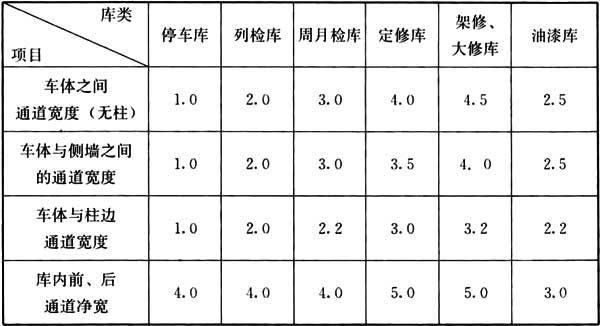 库类
项目
停车库
列检库
周月检库
定修库
架修、
大修库
油漆库
车体之间
通道宽度（无柱）
1.0
2.0
3.0
4.0
4.5
2.5
车体与侧墙之间
的通道宽度
1.0
2.0
3.0
3.5
4. 0
2.5
车体与柱边
通道宽度
1.0
2.0
2.2
3.0
3.2
2.2
库内前、后
通道净宽
4.0
4.0
4.0
5.0
5.0
3.0